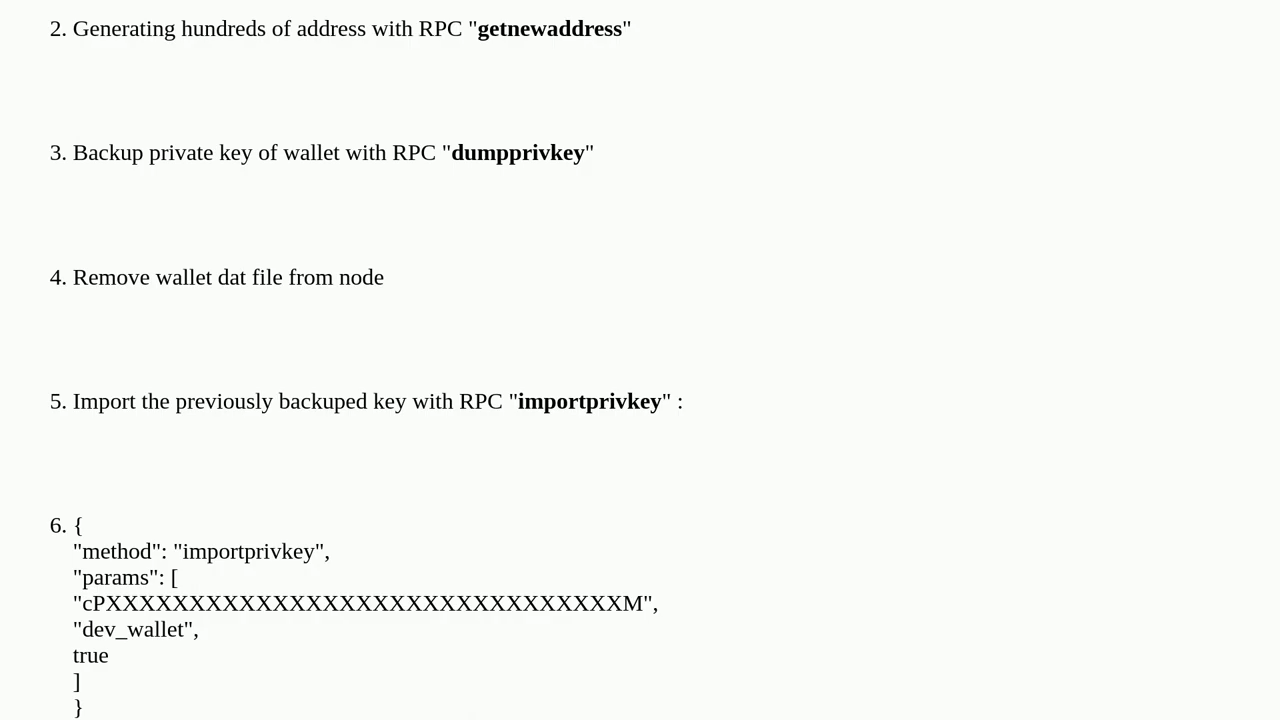 2. Generating hundreds of address with RPC "getnewaddress"
3. Backup private key of wallet with RPC "dumpprivkey"
4. Remove wallet dat file from node
5. Import the previously backuped key with RPC "importprivkey" :
6. {
"method": "importprivkey",
"params": [
"cPXXXXXXXXXXXXXXXXXXXXXXXXXXXXXXXM",
"dev_wallet",
true
]
}